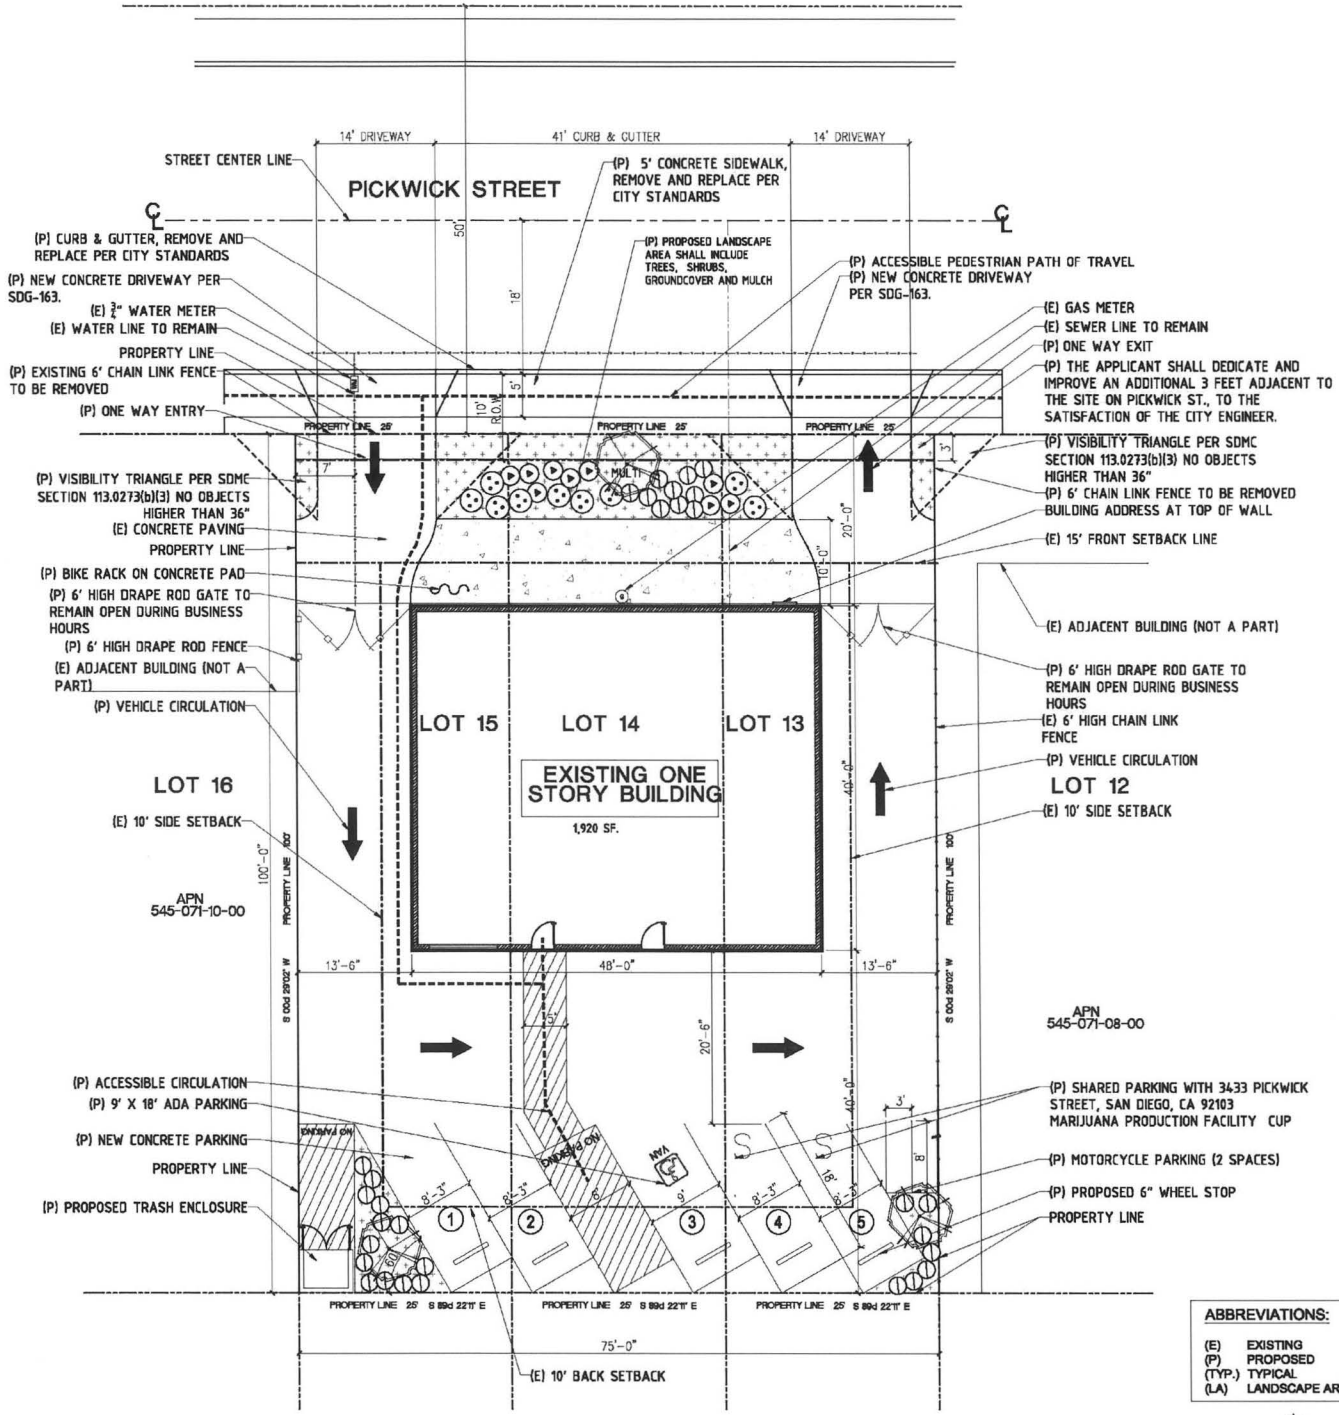 14' DRIVEWAY
41' CURB & GUTTER
14' DRIVEWAY
STREET CENTER LINE
PICKWICK STREET
(P) 5' CONCRETE SIDEWALK,
REMOVE AND REPLACE PER
CITY STANDARDS
℄
℄
50'
18'
(P) CURB & GUTTER, REMOVE AND
REPLACE PER CITY STANDARDS
(P) NEW CONCRETE DRIVEWAY PER
SDG-163.
(E) ¾" WATER METER
(E) WATER LINE TO REMAIN
PROPERTY LINE
(P) EXISTING 6' CHAIN LINK FENCE
TO BE REMOVED
(P) ONE WAY ENTRY
(P) VISIBILITY TRIANGLE PER SDMC
SECTION 113.0273(b)(3) NO OBJECTS
HIGHER THAN 36"
(E) CONCRETE PAVING
PROPERTY LINE
(P) BIKE RACK ON CONCRETE PAD
(P) 6' HIGH DRAPE ROD GATE TO
REMAIN OPEN DURING BUSINESS
HOURS
(P) 6' HIGH DRAPE ROD FENCE
(E) ADJACENT BUILDING (NOT A
PART)
(P) VEHICLE CIRCULATION
LOT 16
(E) 10' SIDE SETBACK
APN
545-071-10-00
(P) ACCESSIBLE CIRCULATION
(P) 9' X 18' ADA PARKING
(P) NEW CONCRETE PARKING
PROPERTY LINE
(P) PROPOSED TRASH ENCLOSURE
(P) PROPOSED LANDSCAPE
AREA SHALL INCLUDE
TREES, SHRUBS,
GROUNDCOVER AND MULCH
(P) ACCESSIBLE PEDESTRIAN PATH OF TRAVEL
(P) NEW CONCRETE DRIVEWAY
PER SDG-163.
(E) GAS METER
(E) SEWER LINE TO REMAIN
(P) ONE WAY EXIT
(P) THE APPLICANT SHALL DEDICATE AND
IMPROVE AN ADDITIONAL 3 FEET ADJACENT TO
THE SITE ON PICKWICK ST., TO THE
SATISFACTION OF THE CITY ENGINEER.
(P) VISIBILITY TRIANGLE PER SDMC
SECTION 113.0273(b)(3) NO OBJECTS
HIGHER THAN 36"
(P) 6' CHAIN LINK FENCE TO BE REMOVED
BUILDING ADDRESS AT TOP OF WALL
(E) 15' FRONT SETBACK LINE
(E) ADJACENT BUILDING (NOT A PART)
(P) 6' HIGH DRAPE ROD GATE TO
REMAIN OPEN DURING BUSINESS
HOURS
(E) 6' HIGH CHAIN LINK
FENCE
(P) VEHICLE CIRCULATION
LOT 12
(E) 10' SIDE SETBACK
APN
545-071-08-00
(P) SHARED PARKING WITH 3433 PICKWICK
STREET, SAN DIEGO, CA 92103
MARIJUANA PRODUCTION FACILITY CUP
(P) MOTORCYCLE PARKING (2 SPACES)
(P) PROPOSED 6" WHEEL STOP
PROPERTY LINE
5'
10'
R.O.W
PROPERTY LINE 25'
PROPERTY LINE 25'
PROPERTY LINE 25'
7'
3'
MULTI
20'-0"
10'-0"
LOT 15
LOT 14
LOT 13
EXISTING ONE
STORY BUILDING
1,920 SF.
40'-0"
100'-0"
PROPERTY LINE 100'
S 00d 29'02" W
PROPERTY LINE 100'
S 00d 29'02" W
13'-6"
48'-0"
13'-6"
5'
20'-6"
40'-0"
3'
8'
NO PARKING
NO PARKING
VAN
S
S
18'
8'-3"
8'-3"
6'
9'
8'-3"
8'-3"
1
2
3
4
5
60°
PROPERTY LINE 25' S 89d 22'11" E
PROPERTY LINE 25' S 89d 22'11" E
PROPERTY LINE 25' S 89d 22'11" E
75'-0"
(E) 10' BACK SETBACK
ABBREVIATIONS:
(E) EXISTING
(P) PROPOSED
(TYP.) TYPICAL
(LA) LANDSCAPE AR